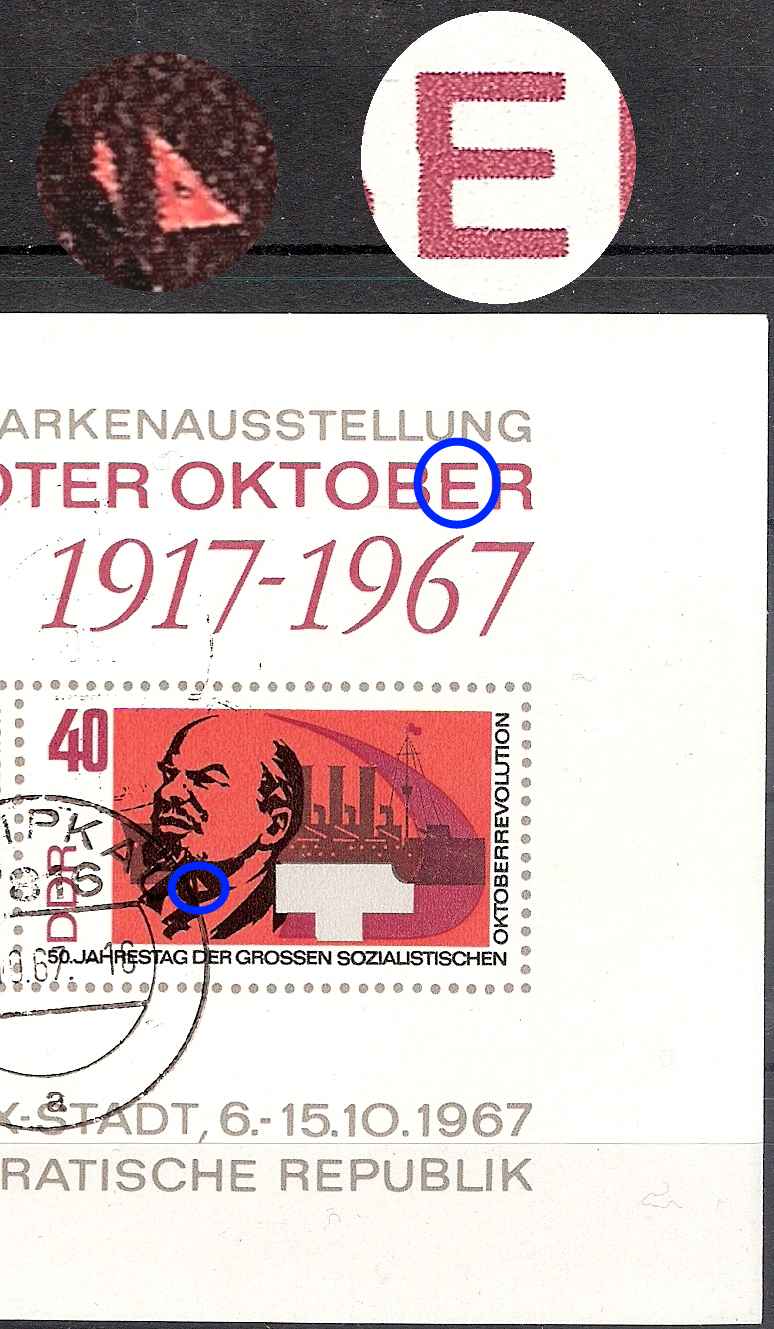 E
ARKENAUSSTELLUNG
OTER OKTOBER
1917-1967
40
DDR
OKTOBERREVOLUTION
50. JAHRESTAG DER GROSSEN SOZIALISTISCHEN
a
X-STADT, 6.-15.10.1967
RATISCHE REPUBLIK